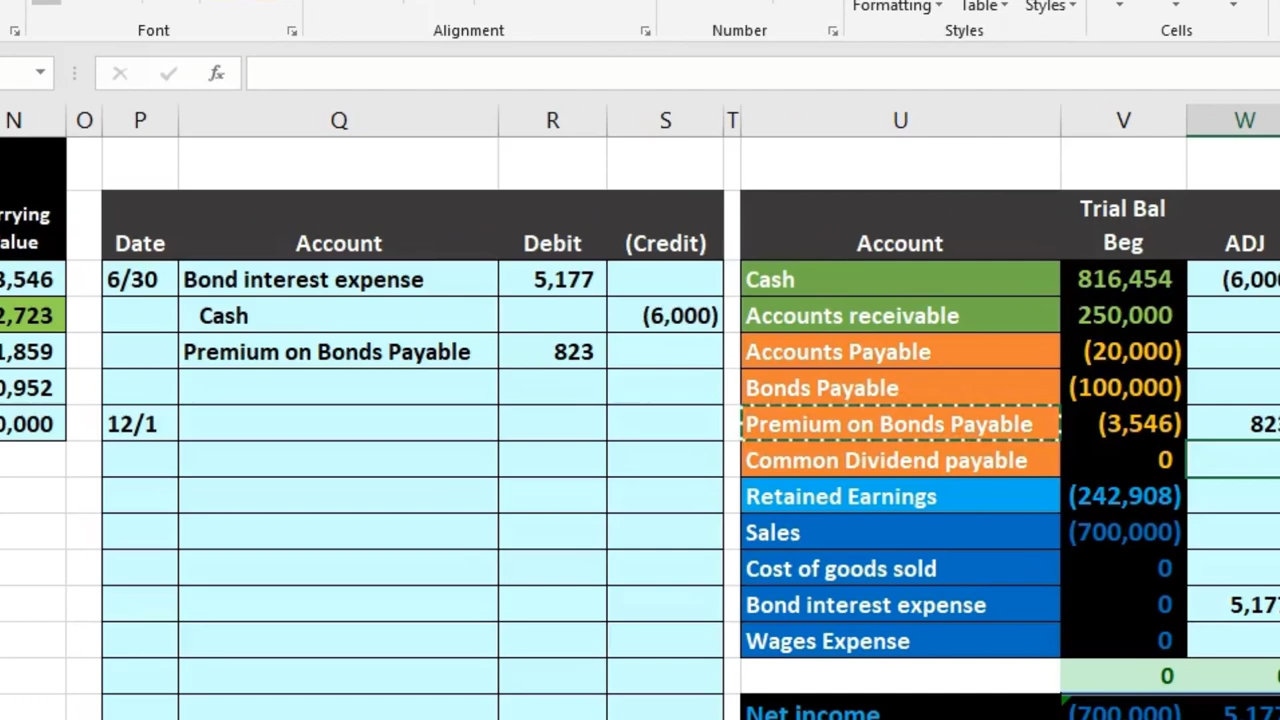 Formatting Table Styles
Font Alignment Number Styles Cells
fx
N O P Q R S T U V W
rrying Trial Bal
alue Date Account Debit (Credit) Account Beg ADJ
3,546 6/30 Bond interest expense 5,177 Cash 816,454 (6,000
2,723 Cash (6,000) Accounts receivable 250,000
1,859 Premium on Bonds Payable 823 Accounts Payable (20,000)
0,952 Bonds Payable (100,000)
0,000 12/1 Premium on Bonds Payable (3,546) 823
Common Dividend payable 0
Retained Earnings (242,908)
Sales (700,000)
Cost of goods sold 0
Bond interest expense 0 5,177
Wages Expense 0
0
Net income (700,000) 5,177